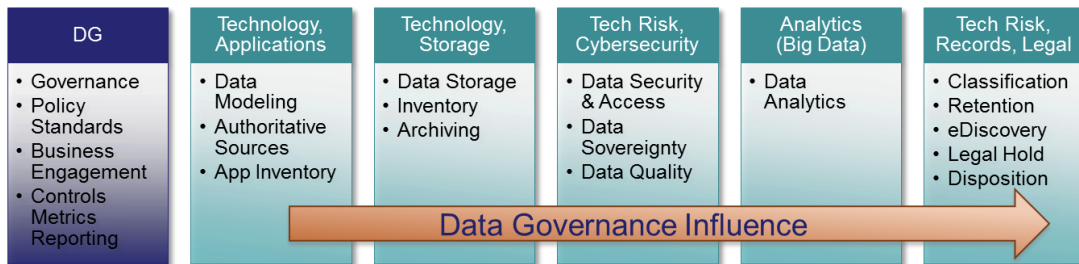 DG
• Governance
• Policy
Standards
• Business
Engagement
• Controls
Metrics
Reporting
Technology,
Applications
• Data
Modeling
• Authoritative
Sources
• App Inventory
Technology,
Storage
• Data Storage
• Inventory
• Archiving
Tech Risk,
Cybersecurity
• Data Security
& Access
• Data
Sovereignty
• Data Quality
Analytics
(Big Data)
• Data
Analytics
Tech Risk,
Records, Legal
• Classification
• Retention
• eDiscovery
• Legal Hold
• Disposition
Data Governance Influence